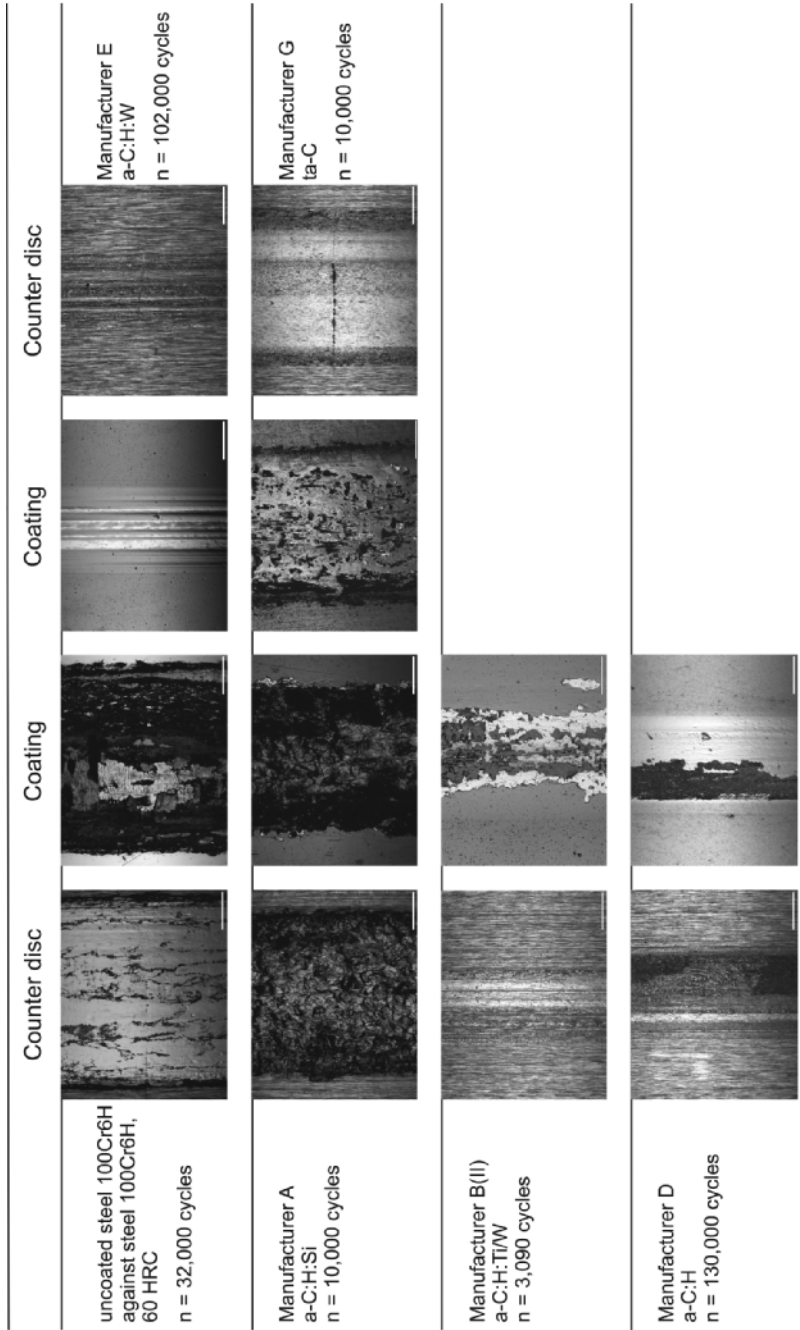 Counter disc
Coating
Coating
Counter disc
uncoated steel 100Cr6H
against steel 100Cr6H,
60 HRC
n = 32,000 cycles
Manufacturer E
a-C:H:W
n = 102,000 cycles
Manufacturer A
a-C:H:Si
n = 10,000 cycles
Manufacturer G
ta-C
n = 10,000 cycles
Manufacturer B(II)
a-C:H:Ti/W
n = 3,090 cycles
Manufacturer D
a-C:H
n = 130,000 cycles